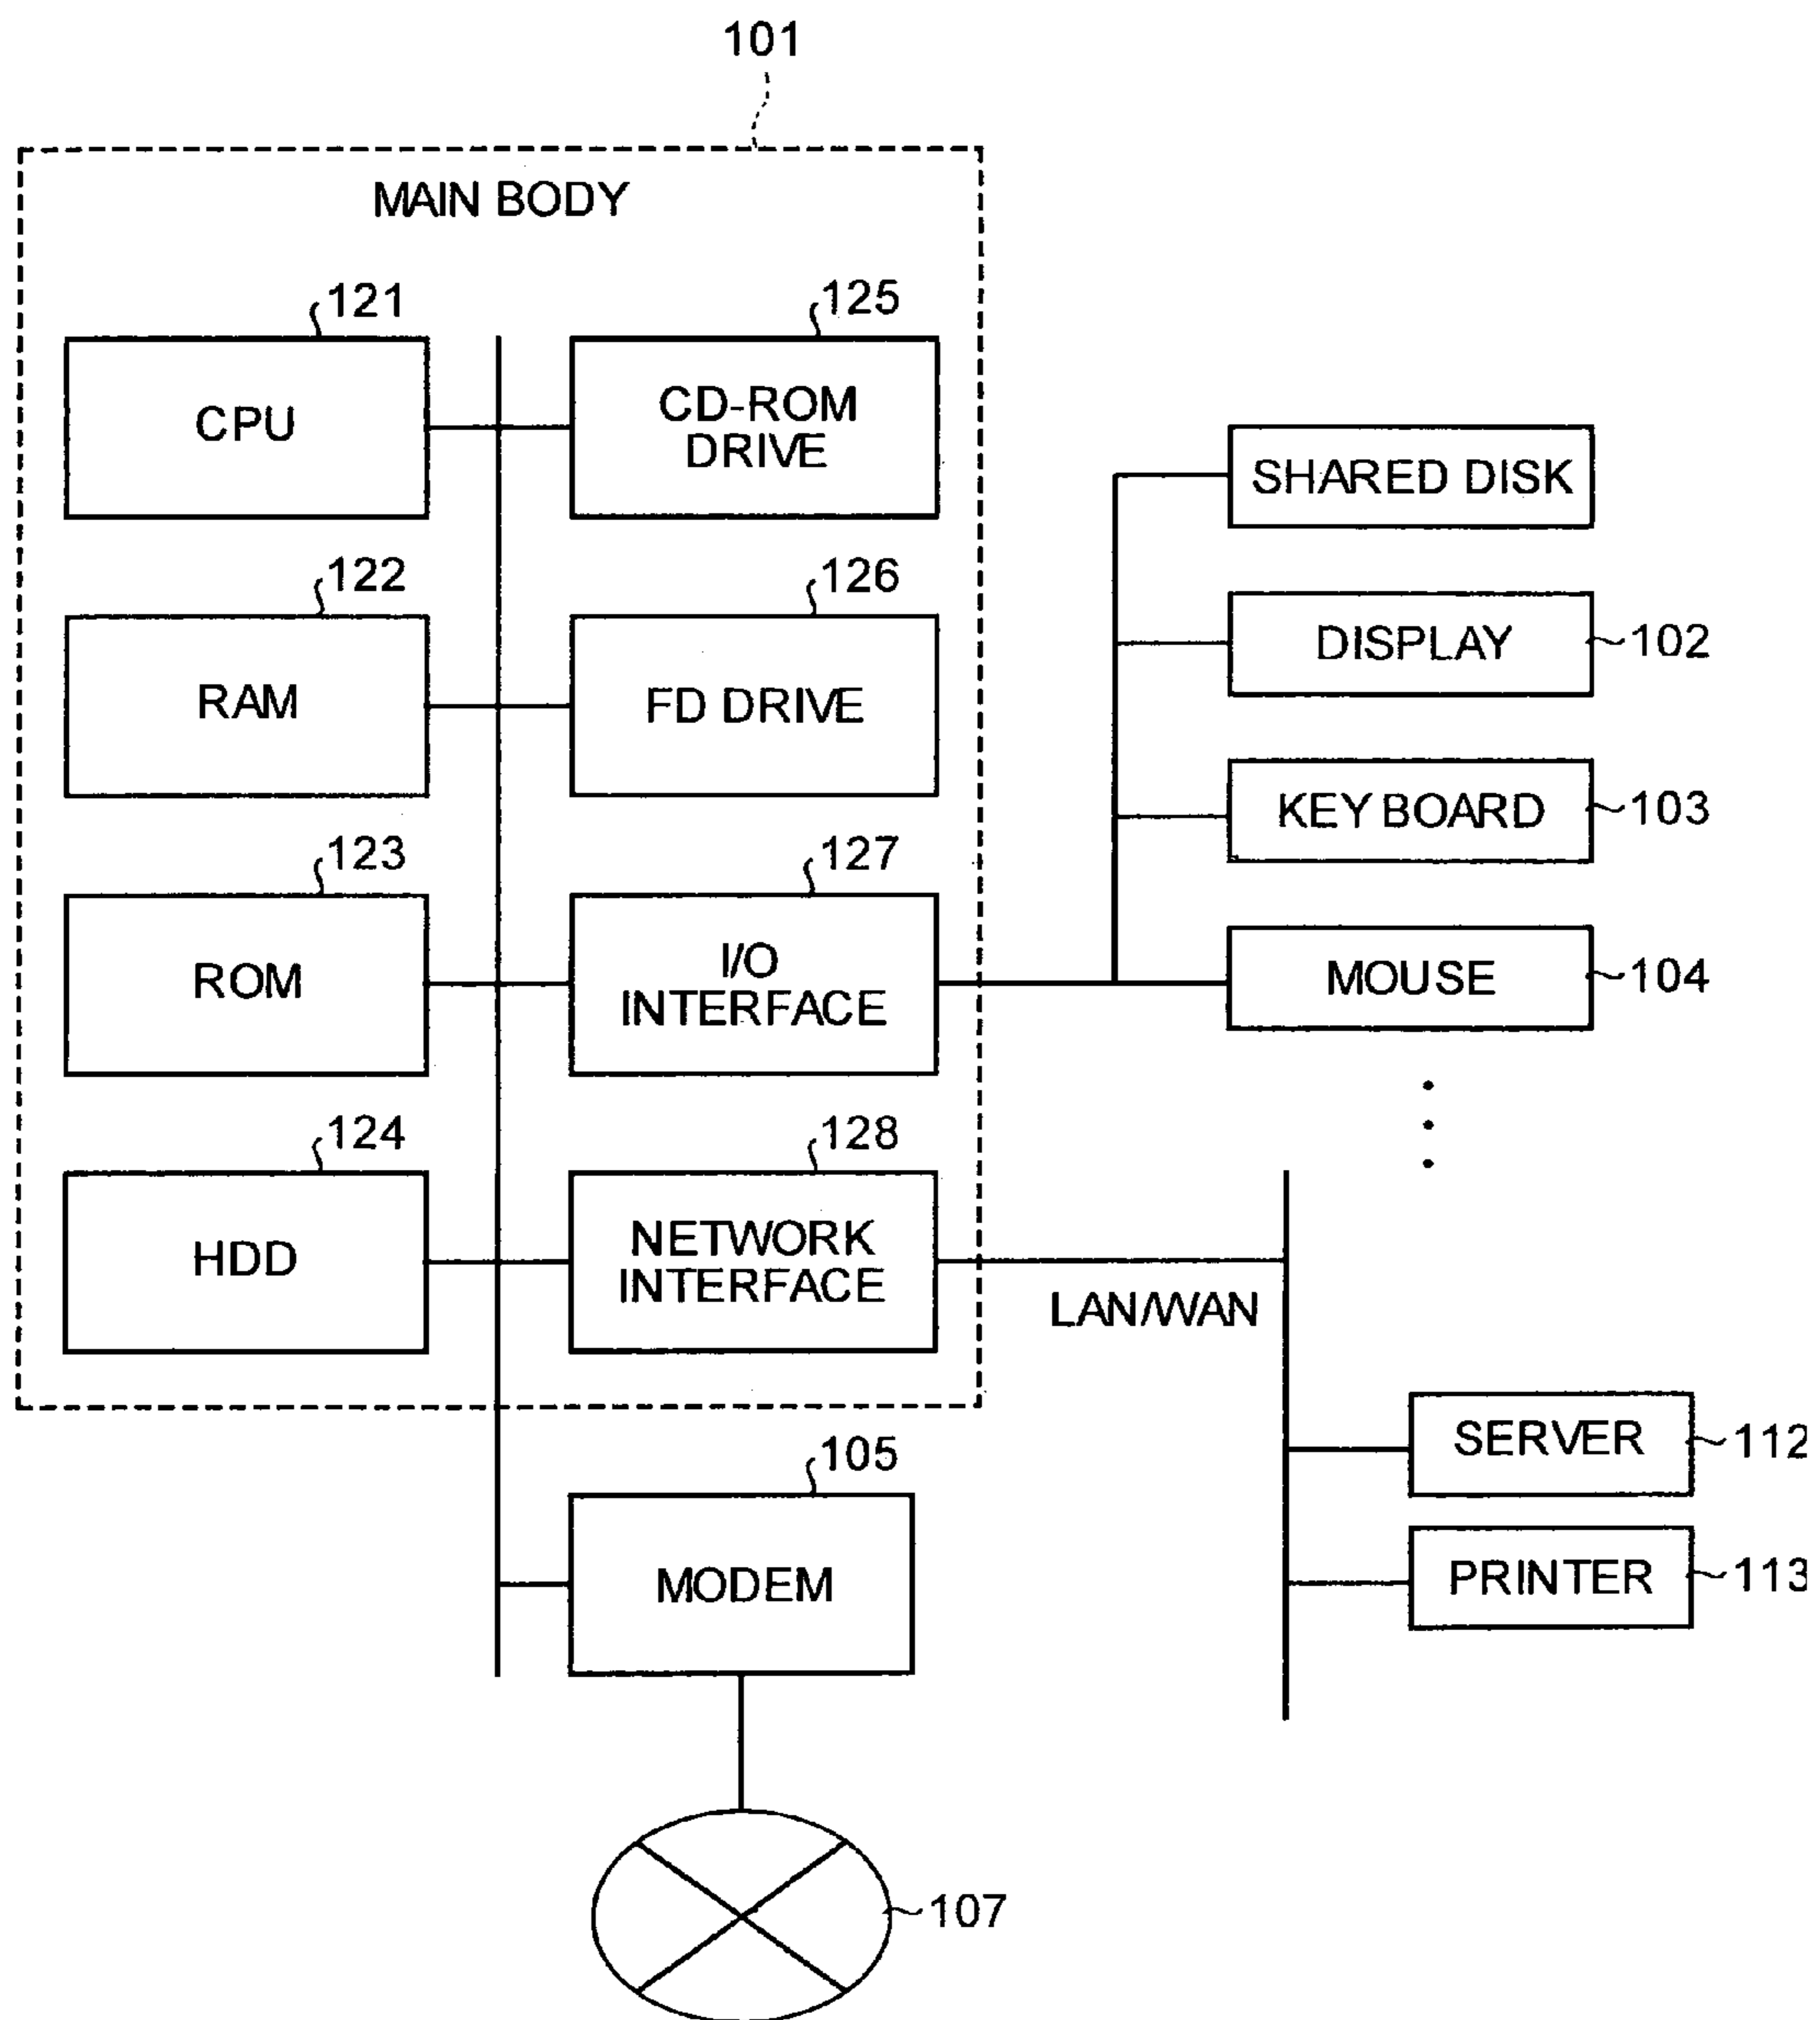 101
MAIN BODY
121
CPU
125
CD-ROM
DRIVE
122
RAM
126
FD DRIVE
123
ROM
127
I/O
INTERFACE
124
HDD
128
NETWORK
INTERFACE
SHARED DISK
DISPLAY
102
KEY BOARD
103
MOUSE
104
LAN/WAN
SERVER
112
PRINTER
113
105
MODEM
107